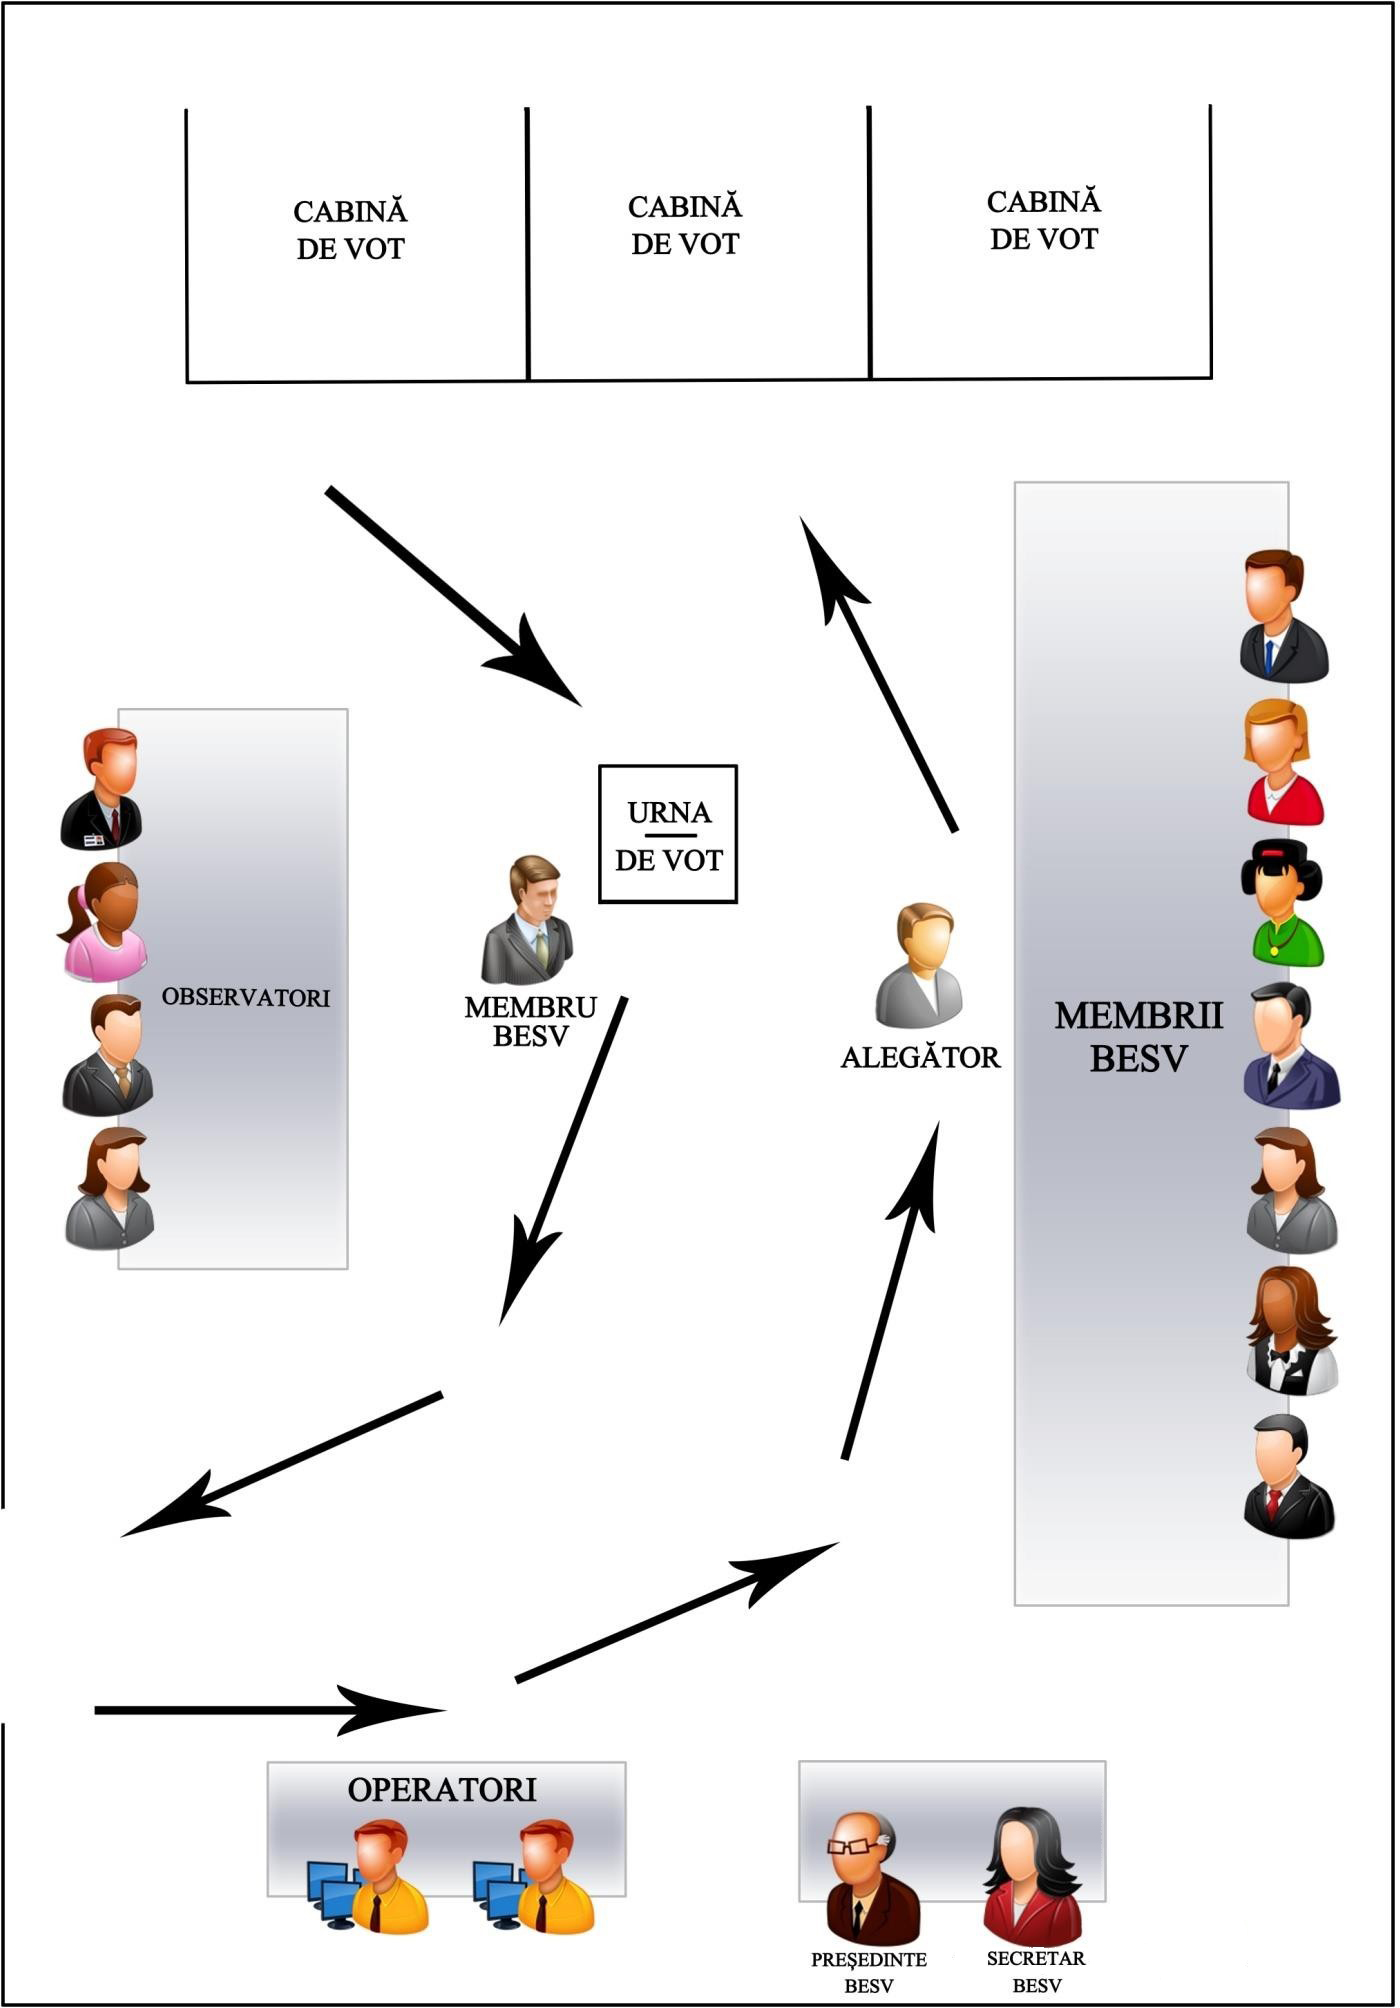 CABINĂ
DE VOT
CABINĂ
DE VOT
CABINĂ
DE VOT
URNA
DE VOT
OBSERVATORI
MEMBRU
BESV
ALEGĂTOR
MEMBRII
BESV
OPERATORI
PREȘEDINTE
BESV
SECRETAR
BESV